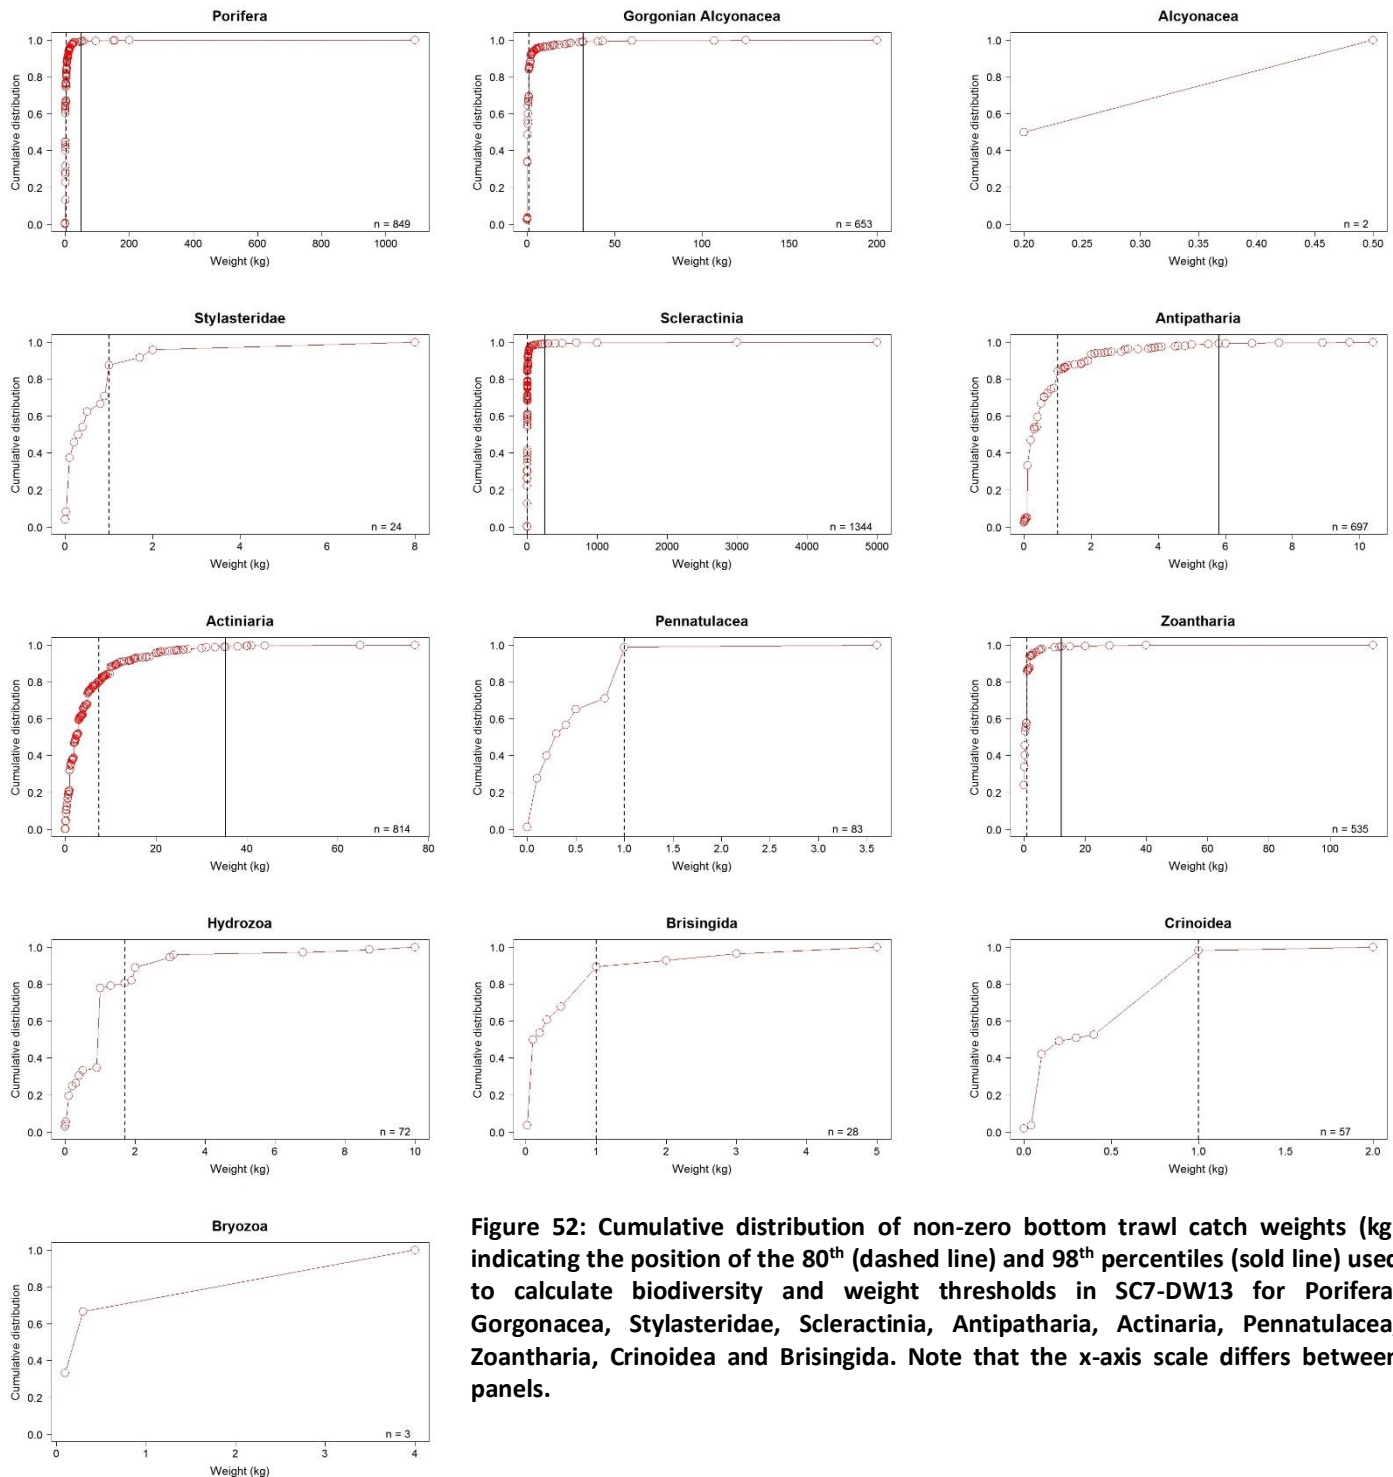 Porifera
Cumulative distribution
1.0
0.8
0.6
0.4
0.2
0.0
n = 849
0 200 400 600 800 1000
Weight (kg)
Gorgonian Alcyonacea
Cumulative distribution
1.0
0.8
0.6
0.4
0.2
0.0
n = 653
50 100 150 200
Weight (kg)
Alcyonacea
Cumulative distribution
1.0
0.8
0.6
0.4
0.2
0.0
n = 2
0.20 0.25 0.30 0.35 0.40 0.45 0.50
Weight (kg)
Stylasteridae
Cumulative distribution
1.0
0.8
0.6
0.4
0.2
0.0
n = 24
0 2 4 6 8
Weight (kg)
Scleractinia
Cumulative distribution
1.0
0.8
0.6
0.4
0.2
0.0
n = 1344
0 1000 2000 3000 4000 5000
Weight (kg)
Antipatharia
Cumulative distribution
1.0
0.8
0.6
0.4
0.2
0.0
n = 697
0 2 4 6 8 10
Weight (kg)
Actiniaria
Cumulative distribution
1.0
0.8
0.6
0.4
0.2
0.0
n = 814
0 20 40 60 80
Weight (kg)
Pennatulacea
Cumulative distribution
1.0
0.8
0.6
0.4
0.2
0.0
n = 83
0.0 0.5 1.0 1.5 2.0 2.5 3.0 3.5
Weight (kg)
Zoantharia
Cumulative distribution
1.0
0.8
0.6
0.4
0.2
0.0
n = 535
0 20 40 60 80 100
Weight (kg)
Hydrozoa
Cumulative distribution
1.0
0.8
0.6
0.4
0.2
0.0
n = 72
0 2 4 6 8 10
Weight (kg)
Brisingida
Cumulative distribution
1.0
0.8
0.6
0.4
0.2
0.0
n = 28
0 1 2 3 4 5
Weight (kg)
Crinoidea
Cumulative distribution
1.0
0.8
0.6
0.4
0.2
0.0
n = 57
0.0 0.5 1.0 1.5 2.0
Weight (kg)
Bryozoa
Cumulative distribution
1.0
0.8
0.6
0.4
0.2
0.0
n = 3
0 1 2 3 4
Weight (kg)
Figure 52: Cumulative distribution of non-zero bottom trawl catch weights (kg
indicating the position of the 80th (dashed line) and 98th percentiles (sold line) used
to calculate biodiversity and weight thresholds in SC7-DW13 for Porifera
Gorgonacea, Stylasteridae, Scleractinia, Antipatharia, Actinaria, Pennatulacea
Zoantharia, Crinoidea and Brisingida. Note that the x-axis scale differs between
panels.